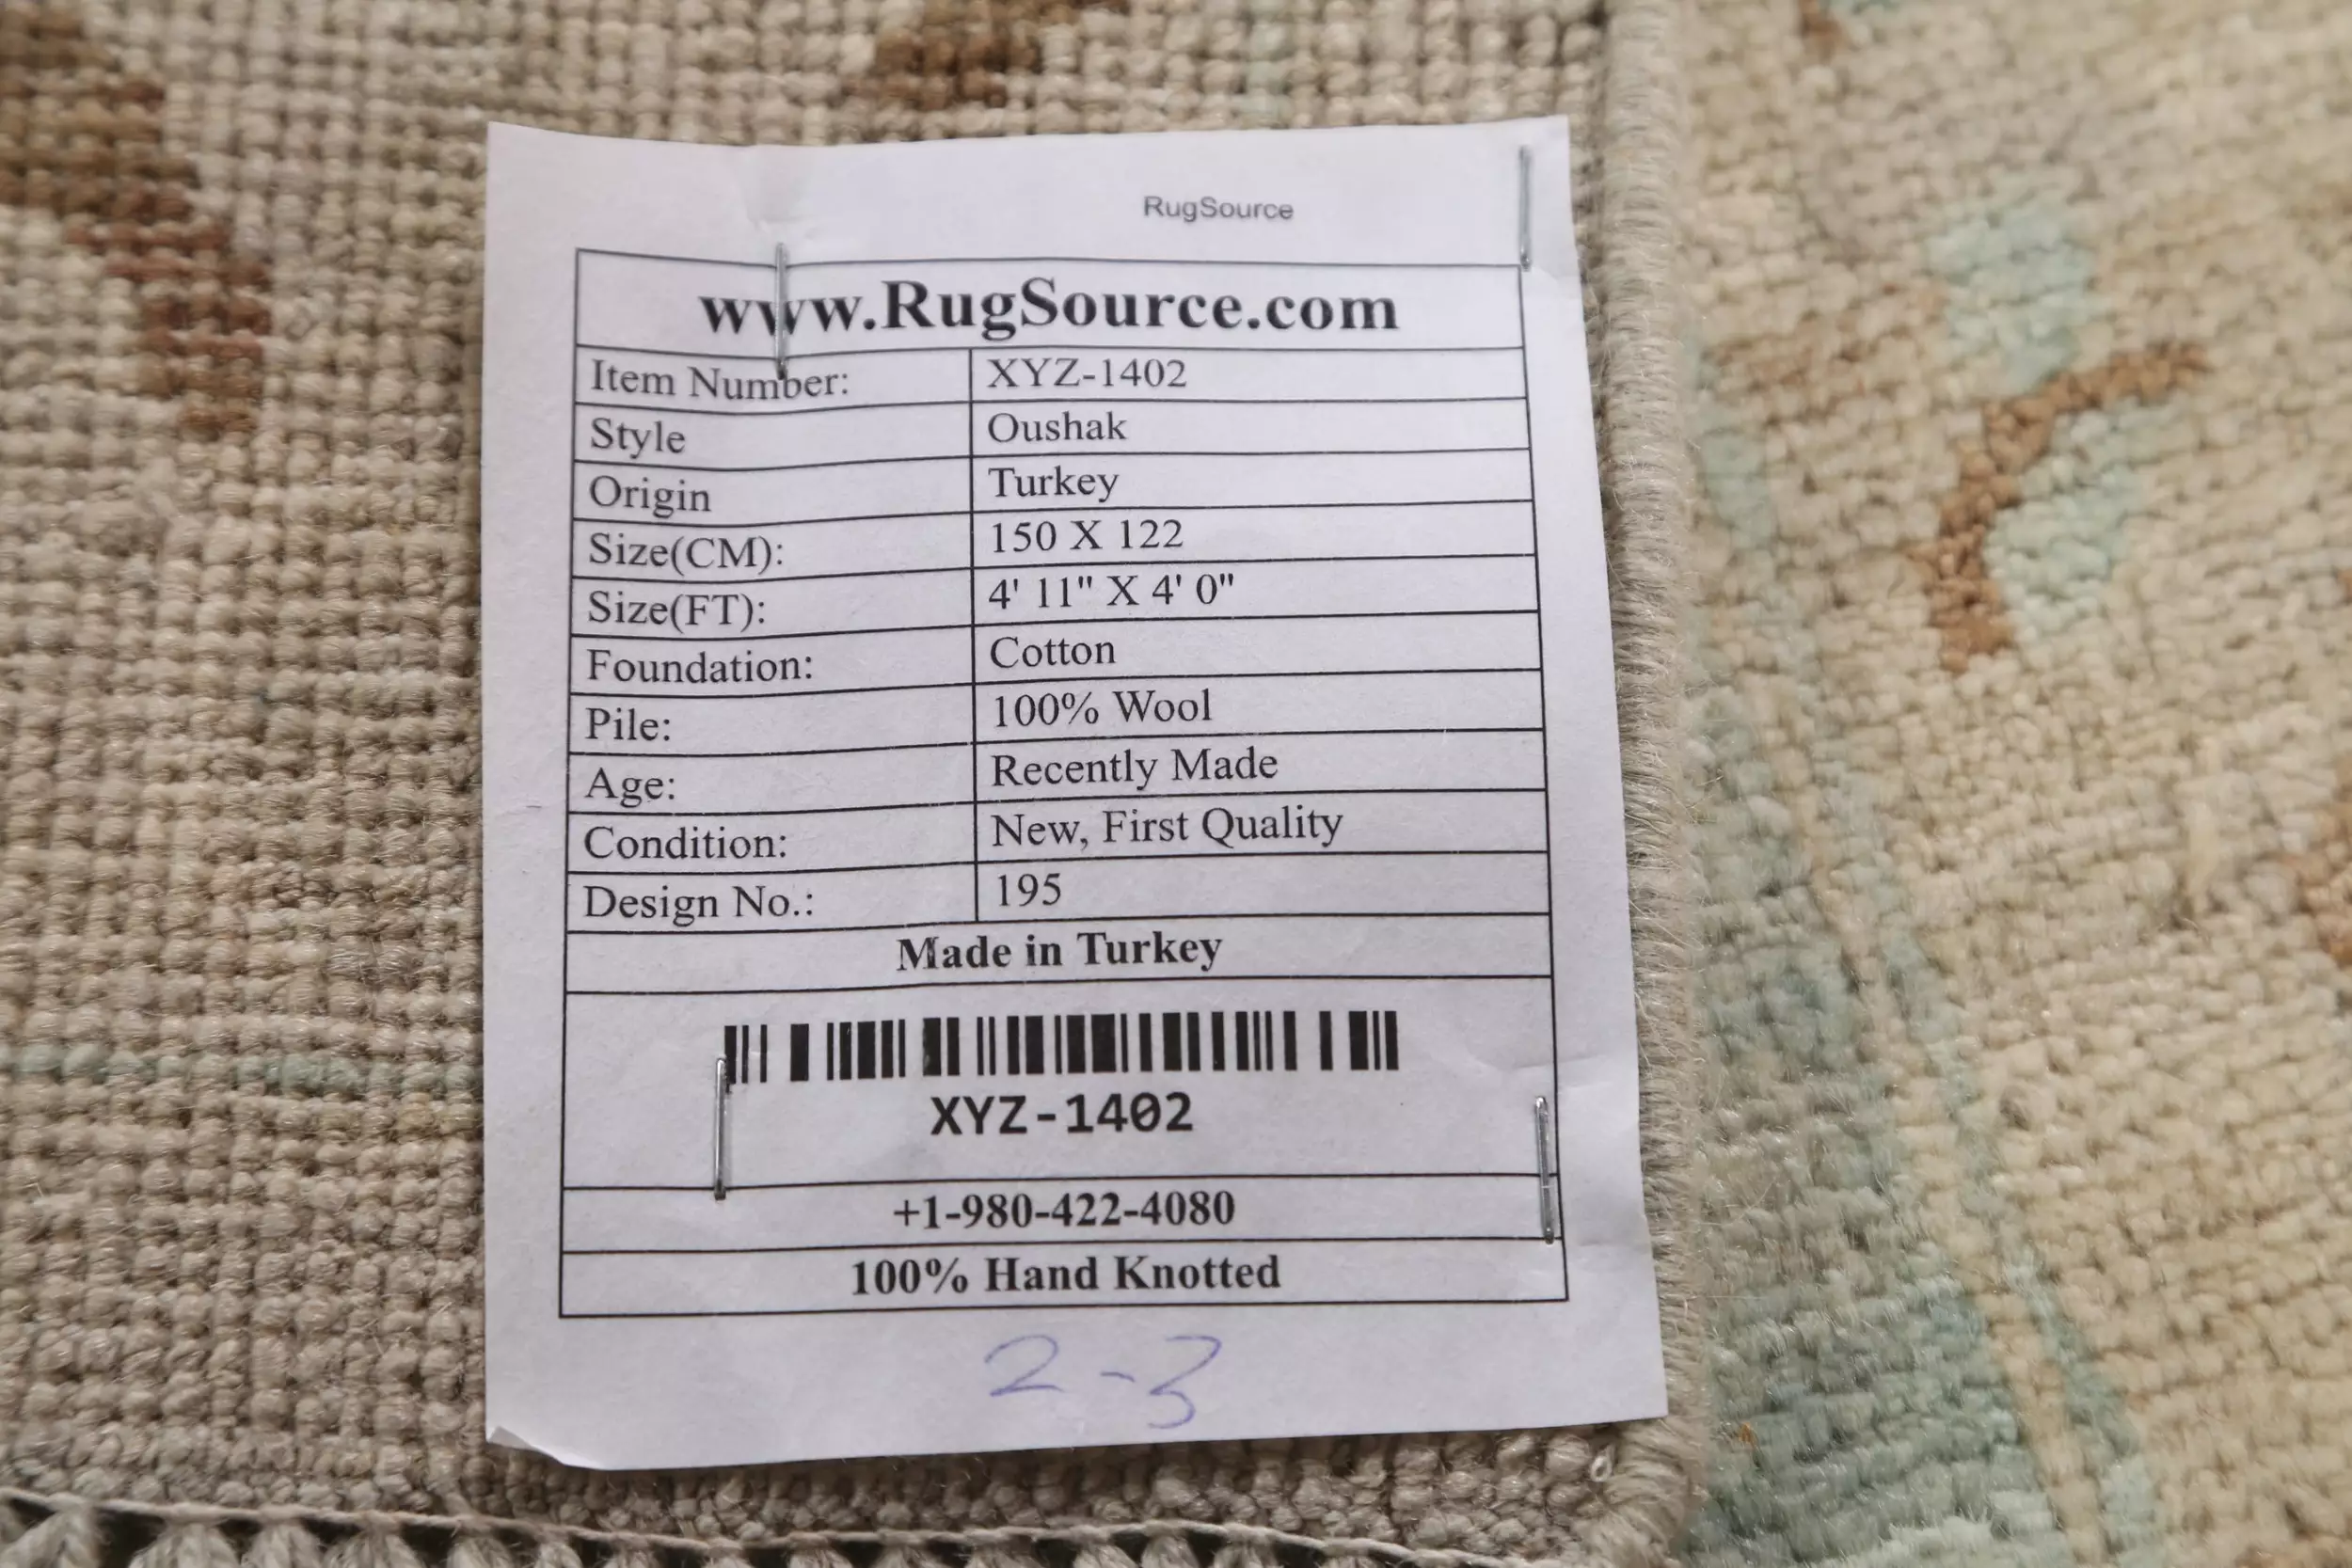 RugSource
www.RugSource.com
Item Number: XYZ-1402
Style Oushak
Origin Turkey
Size(CM): 150 X 122
Size(FT): 4' 11" X 4' 0"
Foundation: Cotton
Pile: 100% Wool
Age: Recently Made
Condition: New, First Quality
Design No.: 195
Made in Turkey
XYZ-1402
+1-980-422-4080
100% Hand Knotted
2-3